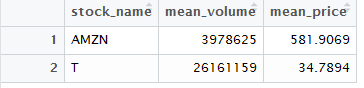 stock_name mean_volume mean_price
1 AMZN 3978625 581.9069
2 T 26161159 34.7894